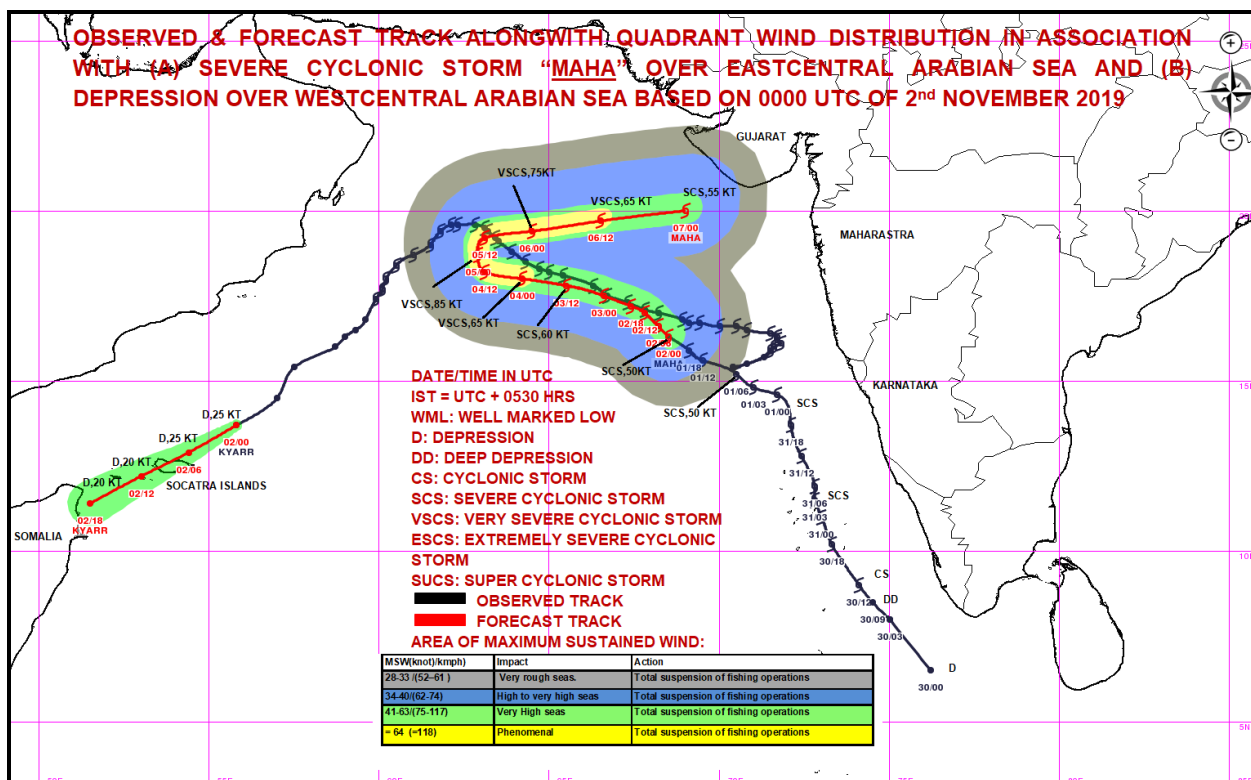 OBSERVED & FORECAST TRACK ALONGWITH QUADRANT WIND DISTRIBUTION IN ASSOCIATION
WITH (A) SEVERE CYCLONIC STORM “MAHA” OVER EASTCENTRAL ARABIAN SEA AND (B)
DEPRESSION OVER WESTCENTRAL ARABIAN SEA BASED ON 0000 UTC OF 2nd NOVEMBER 2019
GUJARAT
VSCS,75KT
SCS,55 KT
VSCS,65 KT
07/00
MAHA
06/12
06/00
05/12
MAHARASTRA
04/12
04/00
VSCS,85 KT
03/12
03/00
VSCS,65 KT
02/18
SCS,60 KT
02/12
02/00
MAHA
01/18
SCS,50KT
01/12
DATE/TIME IN UTC
KARNATAKA
01/06
01/03
IST = UTC + 0530 HRS
SCS,50 KT
01/00
SCS
D,25 KT
WML: WELL MARKED LOW
D,25 KT
02/00
KYARR
D: DEPRESSION
31/18
D,20 KT
02/06
DD: DEEP DEPRESSION
31/12
D,20 KT
02/12
SOCATRA ISLANDS
CS: CYCLONIC STORM
SCS: SEVERE CYCLONIC STORM
SCS
31/06
31/03
02/18
KYARR
VSCS: VERY SEVERE CYCLONIC STORM
31/00
SOMALIA
ESCS: EXTREMELY SEVERE CYCLONIC
STORM
30/18
SUCS: SUPER CYCLONIC STORM
CS
OBSERVED TRACK
30/12
DD
FORECAST TRACK
30/09
30/03
AREA OF MAXIMUM SUSTAINED WIND:
D
30/00
MSW(knot)/kmph) Impact Action
28-33 /(52–61 ) Very rough seas. Total suspension of fishing operations
34-40/(62-74) High to very high seas Total suspension of fishing operations
41-63/(75-117) Very High seas Total suspension of fishing operations
= 64 (=118) Phenomenal Total suspension of fishing operations